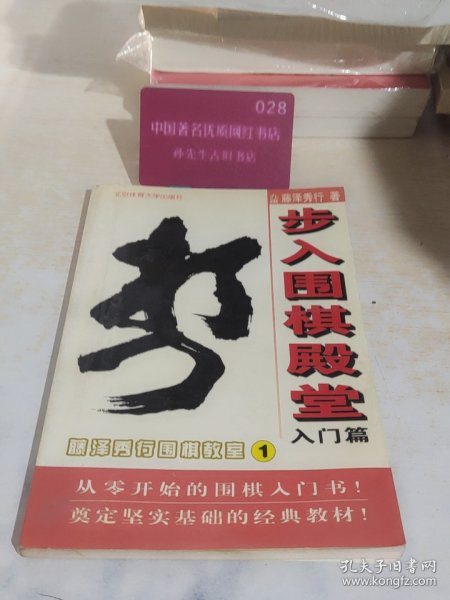 028
中国著名优质网红书店
孙先生古旧书店
北京体育大学出版社
藤泽秀行 著
步入围棋殿堂
入门篇
藤泽秀行围棋教室 1
从零开始的围棋入门书！
奠定坚实基础的经典教材！
孔夫子旧书网
www.kongfz.com